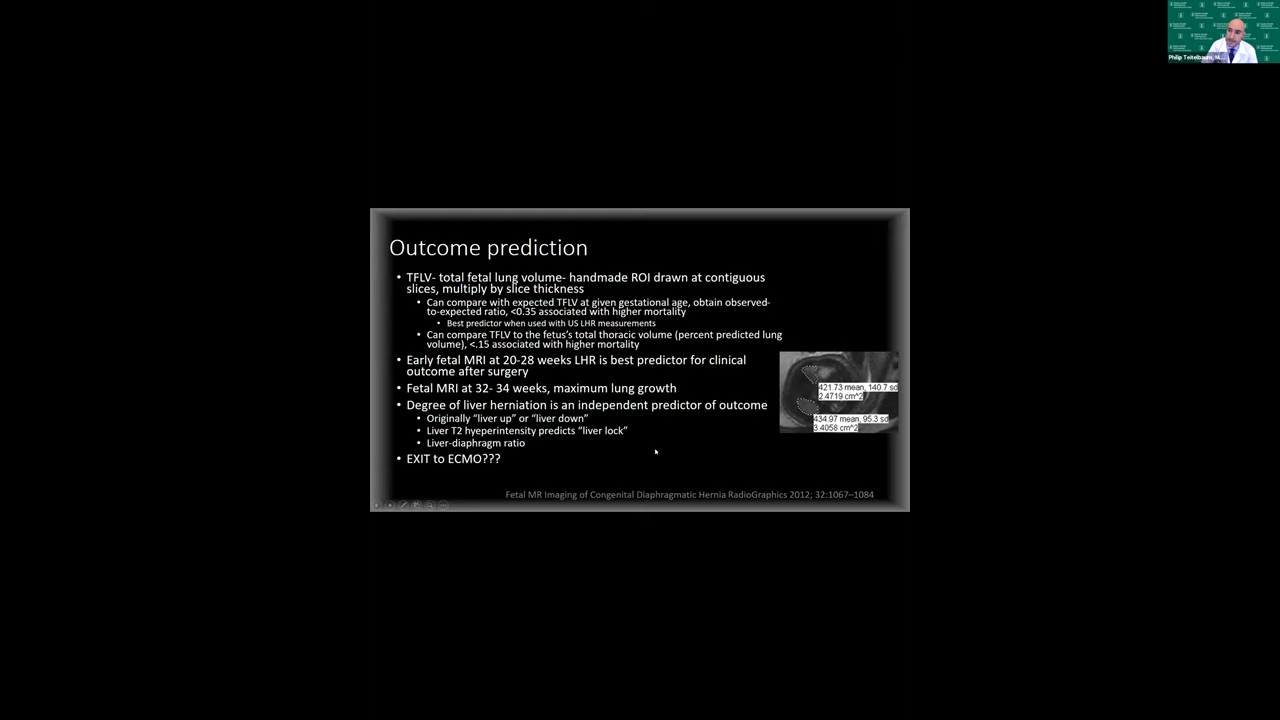 Philip Teitelbaum, M...
Outcome prediction
• TFLV- total fetal lung volume- handmade ROI drawn at contiguous
slices, multiply by slice thickness
• Can compare with expected TFLV at given gestational age, obtain observed-
to-expected ratio, <0.35 associated with higher mortality
• Best predictor when used with US LHR measurements
• Can compare TFLV to the fetus's total thoracic volume (percent predicted lung
volume), <.15 associated with higher mortality
• Early fetal MRI at 20-28 weeks LHR is best predictor for clinical
outcome after surgery
• Fetal MRI at 32- 34 weeks, maximum lung growth
• Degree of liver herniation is an independent predictor of outcome
• Originally "liver up" or "liver down"
• Liver T2 hyeperintensity predicts "liver lock"
• Liver-diaphragm ratio
• EXIT to ECMO???
421.73 mean, 140.7 sd
2.4719 cm^2
434.97 mean, 95.3 sd
3.4058 cm^2
Fetal MR Imaging of Congenital Diaphragmatic Hernia RadioGraphics 2012; 32:1067–1084